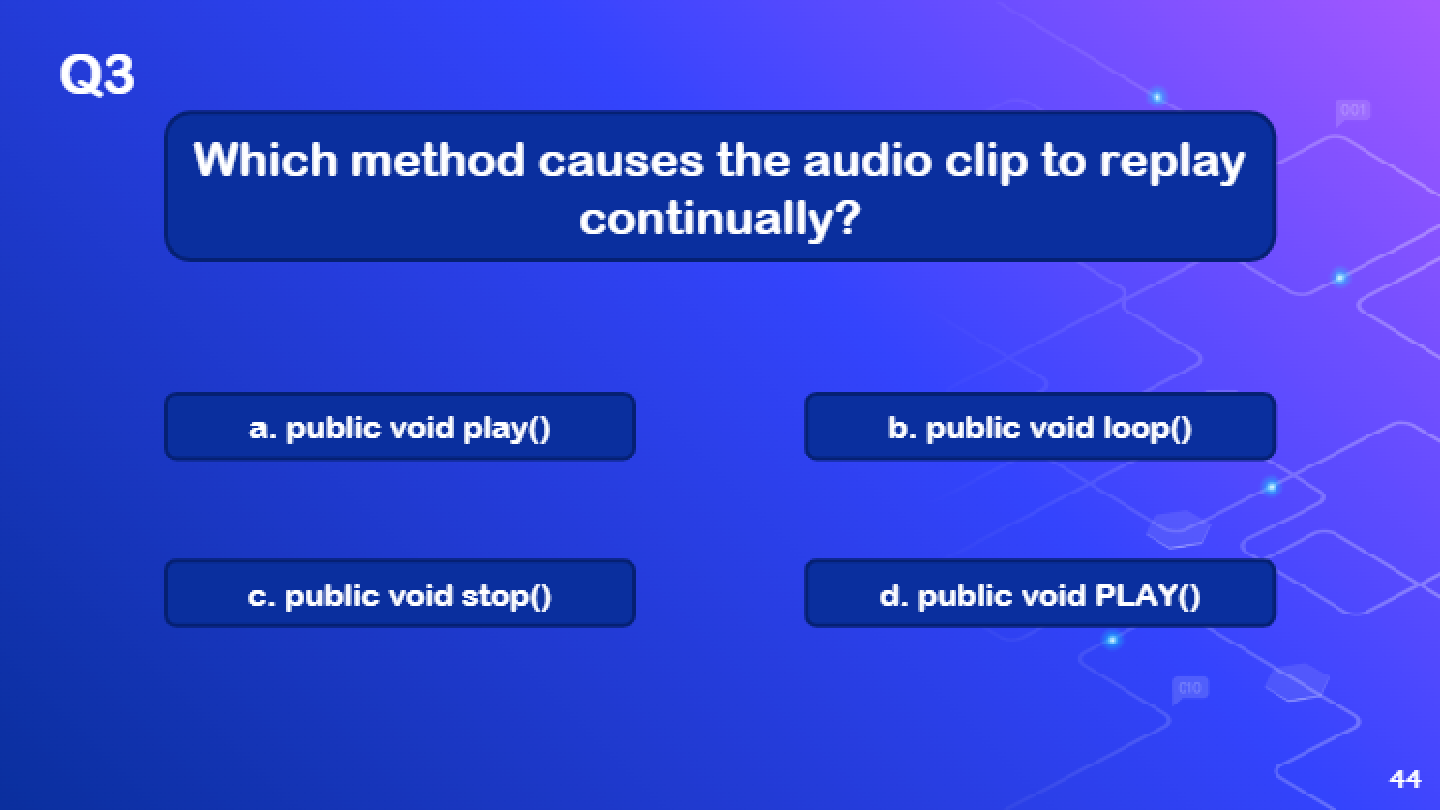 Q3
Which method causes the audio clip to replay
continually?
a. public void play()
b. public void loop()
c. public void stop()
d. public void PLAY()
001
010
44